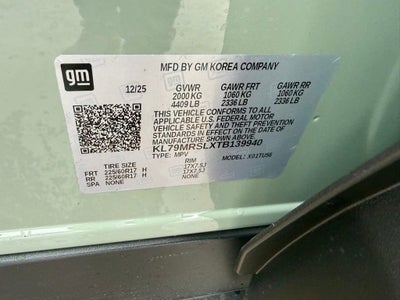 gm
MFD BY GM KOREA COMPANY
12/25 GVWR GAWR FRT GAWR RR
2000 KG 1060 KG 1060 KG
4409 LB 2336 LB 2336 LB
THIS VEHICLE CONFORMS TO ALL
APPLICABLE U.S. FEDERAL MOTOR
VEHICLE SAFETY AND THEFT
PREVENTION STANDARDS IN EFFECT
ON THE DATE OF
MANUFACTURE SHOWN ABOVE.
KL79MRSLXTB139940
TYPE: MPV MODEL: X01TU56
TIRE SIZE RIM
FRT 225/60R17 H 17X7.5J
RR 225/60R17 H 17X7.5J
SPA NONE NONE